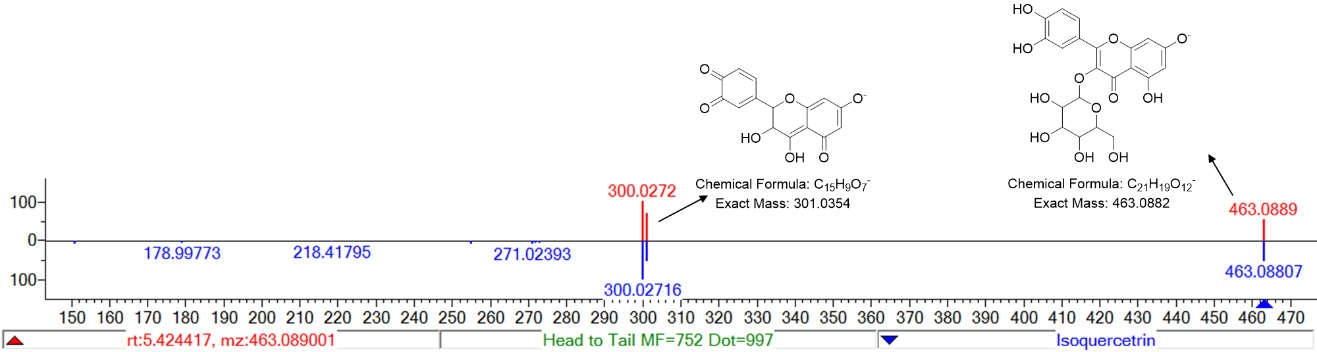 HO
O⁻
HO
O
O
O
O
O⁻
O
O
OH
HO
O
O
HO
HO
OH
O
OH
OH
Chemical Formula: C₁₅H₉O₇⁻
Exact Mass: 301.0354
Chemical Formula: C₂₁H₁₉O₁₂⁻
Exact Mass: 463.0882
300.0272
463.0889
100
0
100
178.99773
218.41795
271.02393
300.02716
463.08807
150 160 170 180 190 200 210 220 230 240 250 260 270 280 290 300 310 320 330 340 350 360 370 380 390 400 410 420 430 440 450 460 470
rt:5.424417, mz:463.089001
Head to Tail MF=752 Dot=997
Isoquercetrin